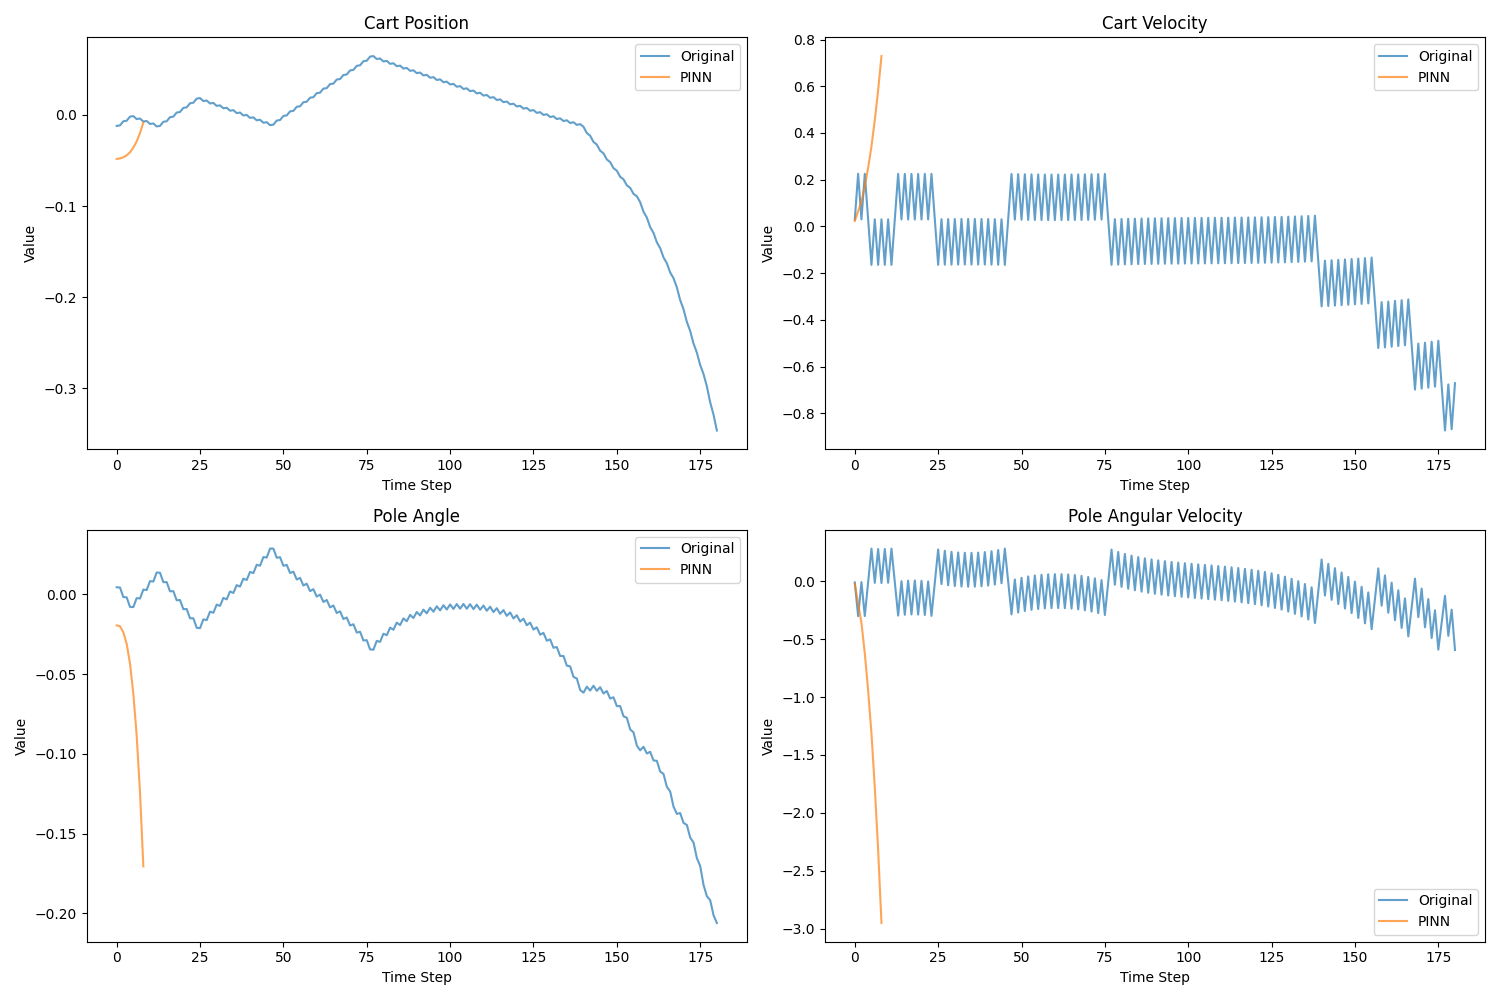 Cart Position
Value
0.0
−0.1
−0.2
−0.3
0 25 50 75 100 125 150 175
Time Step
Original
PINN
Cart Velocity
Value
0.8
0.6
0.4
0.2
0.0
−0.2
−0.4
−0.6
−0.8
0 25 50 75 100 125 150 175
Time Step
Original
PINN
Pole Angle
Value
0.00
−0.05
−0.10
−0.15
−0.20
0 25 50 75 100 125 150 175
Time Step
Original
PINN
Pole Angular Velocity
Value
0.0
−0.5
−1.0
−1.5
−2.0
−2.5
−3.0
0 25 50 75 100 125 150 175
Time Step
Original
PINN